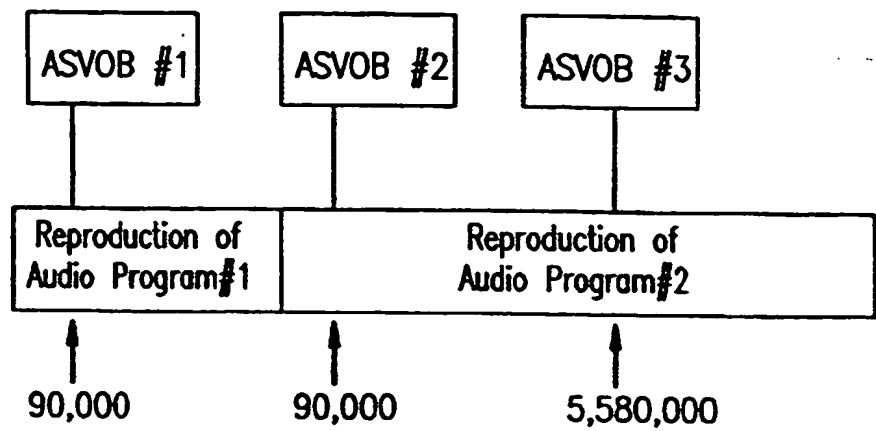 ASVOB #1
ASVOB #2
ASVOB #3
Reproduction of
Audio Program#1
Reproduction of
Audio Program#2
90,000
90,000
5,580,000